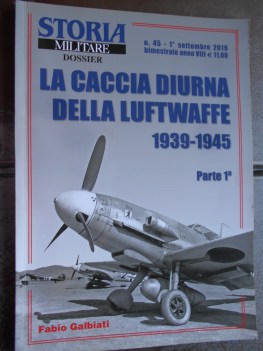 STORIA
MILITARE
DOSSIER
n. 45 - 1° settembre 2019
bimestrale anno VIII € 11,00
LA CACCIA DIURNA
DELLA LUFTWAFFE
1939-1945
Parte 1ª
Fabio Galbiati